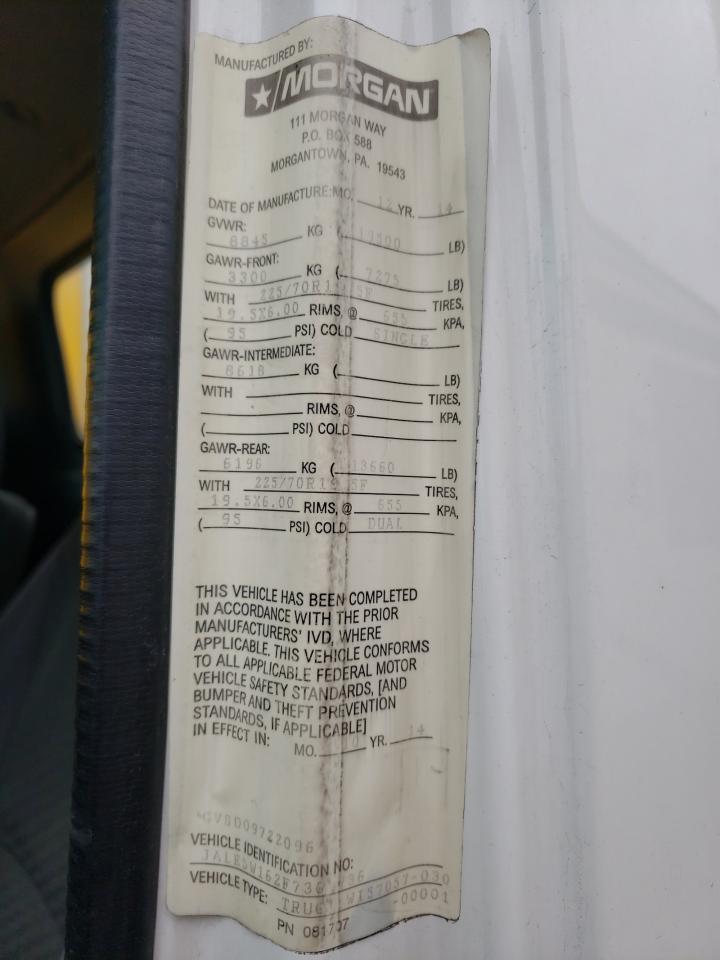 MANUFACTURED BY:
MORGAN
111 MORGAN WAY
P.O. BOX 588
MORGANTOWN, PA. 19543
DATE OF MANUFACTURE: MO. 12 YR. 14
GVWR:
8845 KG ( 19500 LB)
GAWR-FRONT:
3300 KG ( 7275 LB)
WITH 225/70R19.5F TIRES,
19.5X6.00 RIMS, @ 655 KPA,
( 95 PSI) COLD SINGLE
GAWR-INTERMEDIATE:
8618 KG ( LB)
WITH TIRES,
RIMS, @ KPA,
( PSI) COLD
GAWR-REAR:
6196 KG ( 13660 LB)
WITH 225/70R19.5F TIRES,
19.5X6.00 RIMS, @ 655 KPA,
( 95 PSI) COLD DUAL
THIS VEHICLE HAS BEEN COMPLETED
IN ACCORDANCE WITH THE PRIOR
MANUFACTURERS' IVD, WHERE
APPLICABLE. THIS VEHICLE CONFORMS
TO ALL APPLICABLE FEDERAL MOTOR
VEHICLE SAFETY STANDARDS, [AND
BUMPER AND THEFT PREVENTION
STANDARDS, IF APPLICABLE]
IN EFFECT IN: MO. YR. 14
VEHICLE IDENTIFICATION NO:
VEHICLE TYPE:
-00001
PN 081707